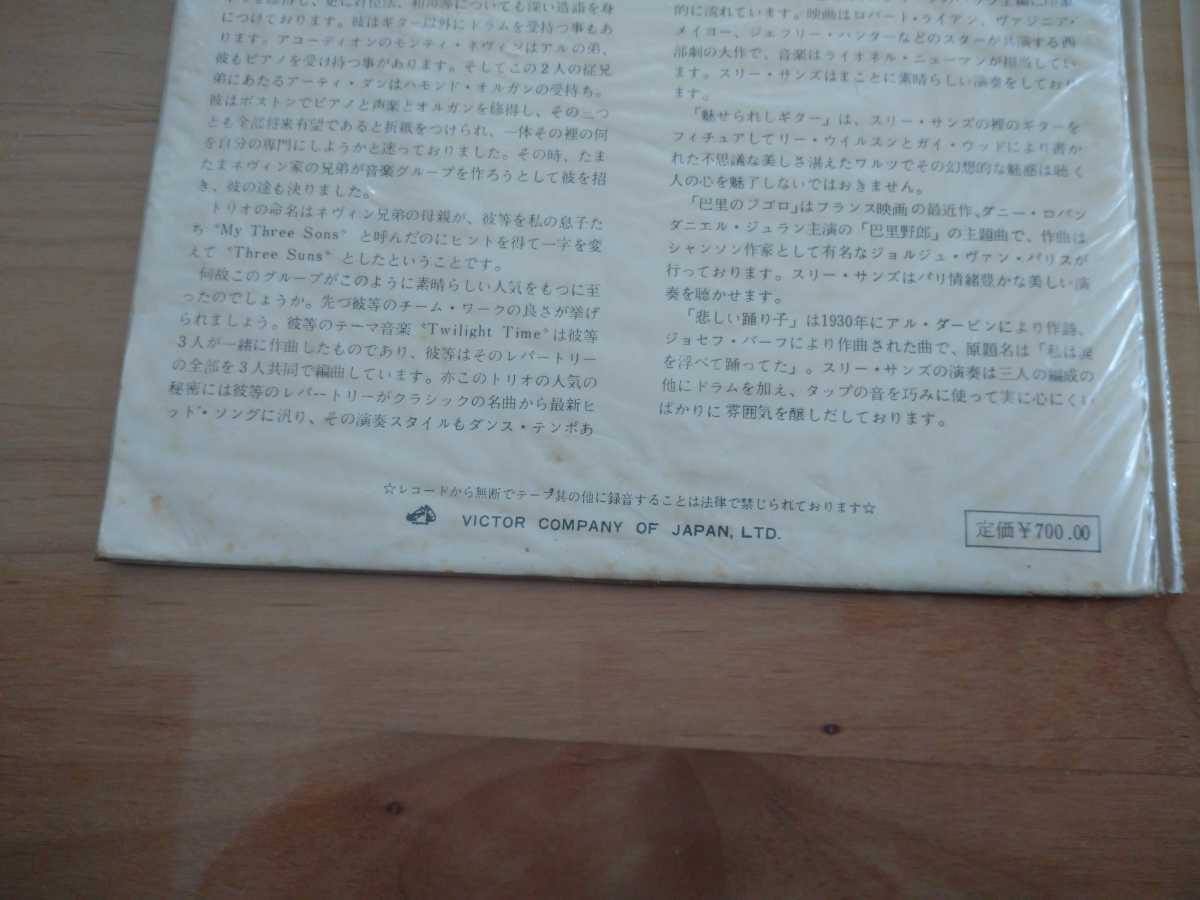 につけております。彼はギター以外にドラムを受持つ事もあ
ります。アコーディオンのモンティ・ネヴィンはアルの弟、
彼もピアノを受け持つ事があります。そしてこの2人の従兄
弟にあたるアーティ・ダンはハモンド・オルガンの受持ち。
彼はボストンでピアノと声楽とオルガンを修得し、その三つ
とも全部将来有望であると折紙をつけられ、一体その裡の何
を自分の専門にしようかと迷っておりました。その時、たま
たまネヴィン家の兄弟が音楽グループを作ろうとして彼を招
き、彼の途も決りました。
トリオの命名はネヴィン兄弟の母親が、彼等を私の息子た
ち “My Three Sons” と呼んだのにヒントを得て一字を変
えて “Three Suns” としたということです。
何故このグループがこのように素晴らしい人気をもつに至
ったのでしょうか。先づ彼等のチーム・ワークの良さが挙げ
られましょう。彼等のテーマ音楽 “Twilight Time” は彼等
3人が一緒に作曲したものであり、彼等はそのレパートリー
の全部を3人共同で編曲しています。亦このトリオの人気の
秘密には彼等のレパートリーがクラシックの名曲から最新ヒ
ット・ソングに汎り、その演奏スタイルもダンス・テンポあ
的に流れています。映画はロバート・ライアン、ヴァジニア・
メイヨー、ジェフリー・ハンターなどのスターが共演する西
部劇の大作で、音楽はライオネル・ニューマンが担当してい
ます。スリー・サンズはまことに素晴らしい演奏をしており
ます。
「魅せられしギター」は、スリー・サンズの裡のギターを
フィチュアしてリー・ウイルスンとガイ・ウッドにより書か
れた不思議な美しさ湛えたワルツでその幻想的な魅惑は聴く
人の心を魅了しないではおきません。
「巴里のフゴロ」はフランス映画の最近作、ダニー・ロバン
ダニエル・ジェラン主演の「巴里野郎」の主題曲で、作曲は
シャンソン作家として有名なジョルジュ・ヴァン・パリスが
行っております。スリー・サンズはパリ情緒豊かな美しい演
奏を聴かせます。
「悲しい踊り子」は1930年にアル・ダービンにより作詩、
ジョセフ・バーフにより作曲された曲で、原題名は「私は涙
を浮べて踊ってた」。スリー・サンズの演奏は三人の編成の
他にドラムを加え、タップの音を巧みに使って実に心にくい
ばかりに雰囲気を醸しだしております。
☆レコードから無断でテープ其の他に録音することは法律で禁じられております☆
VICTOR COMPANY OF JAPAN, LTD.
定価¥700.00